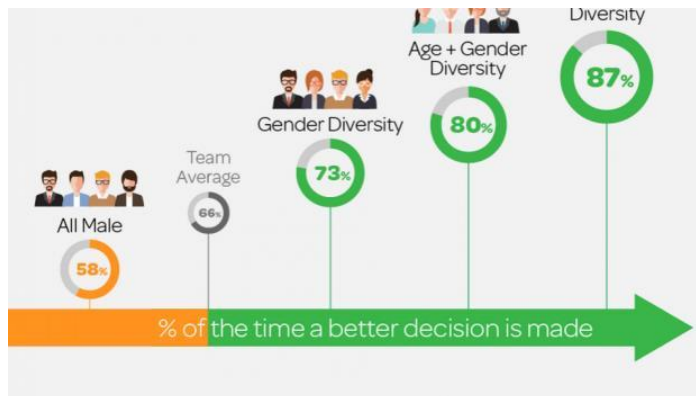 All Male
58%
Team
Average
66%
Gender Diversity
73%
Age + Gender
Diversity
80%
Diversity
87%
% of the time a better decision is made